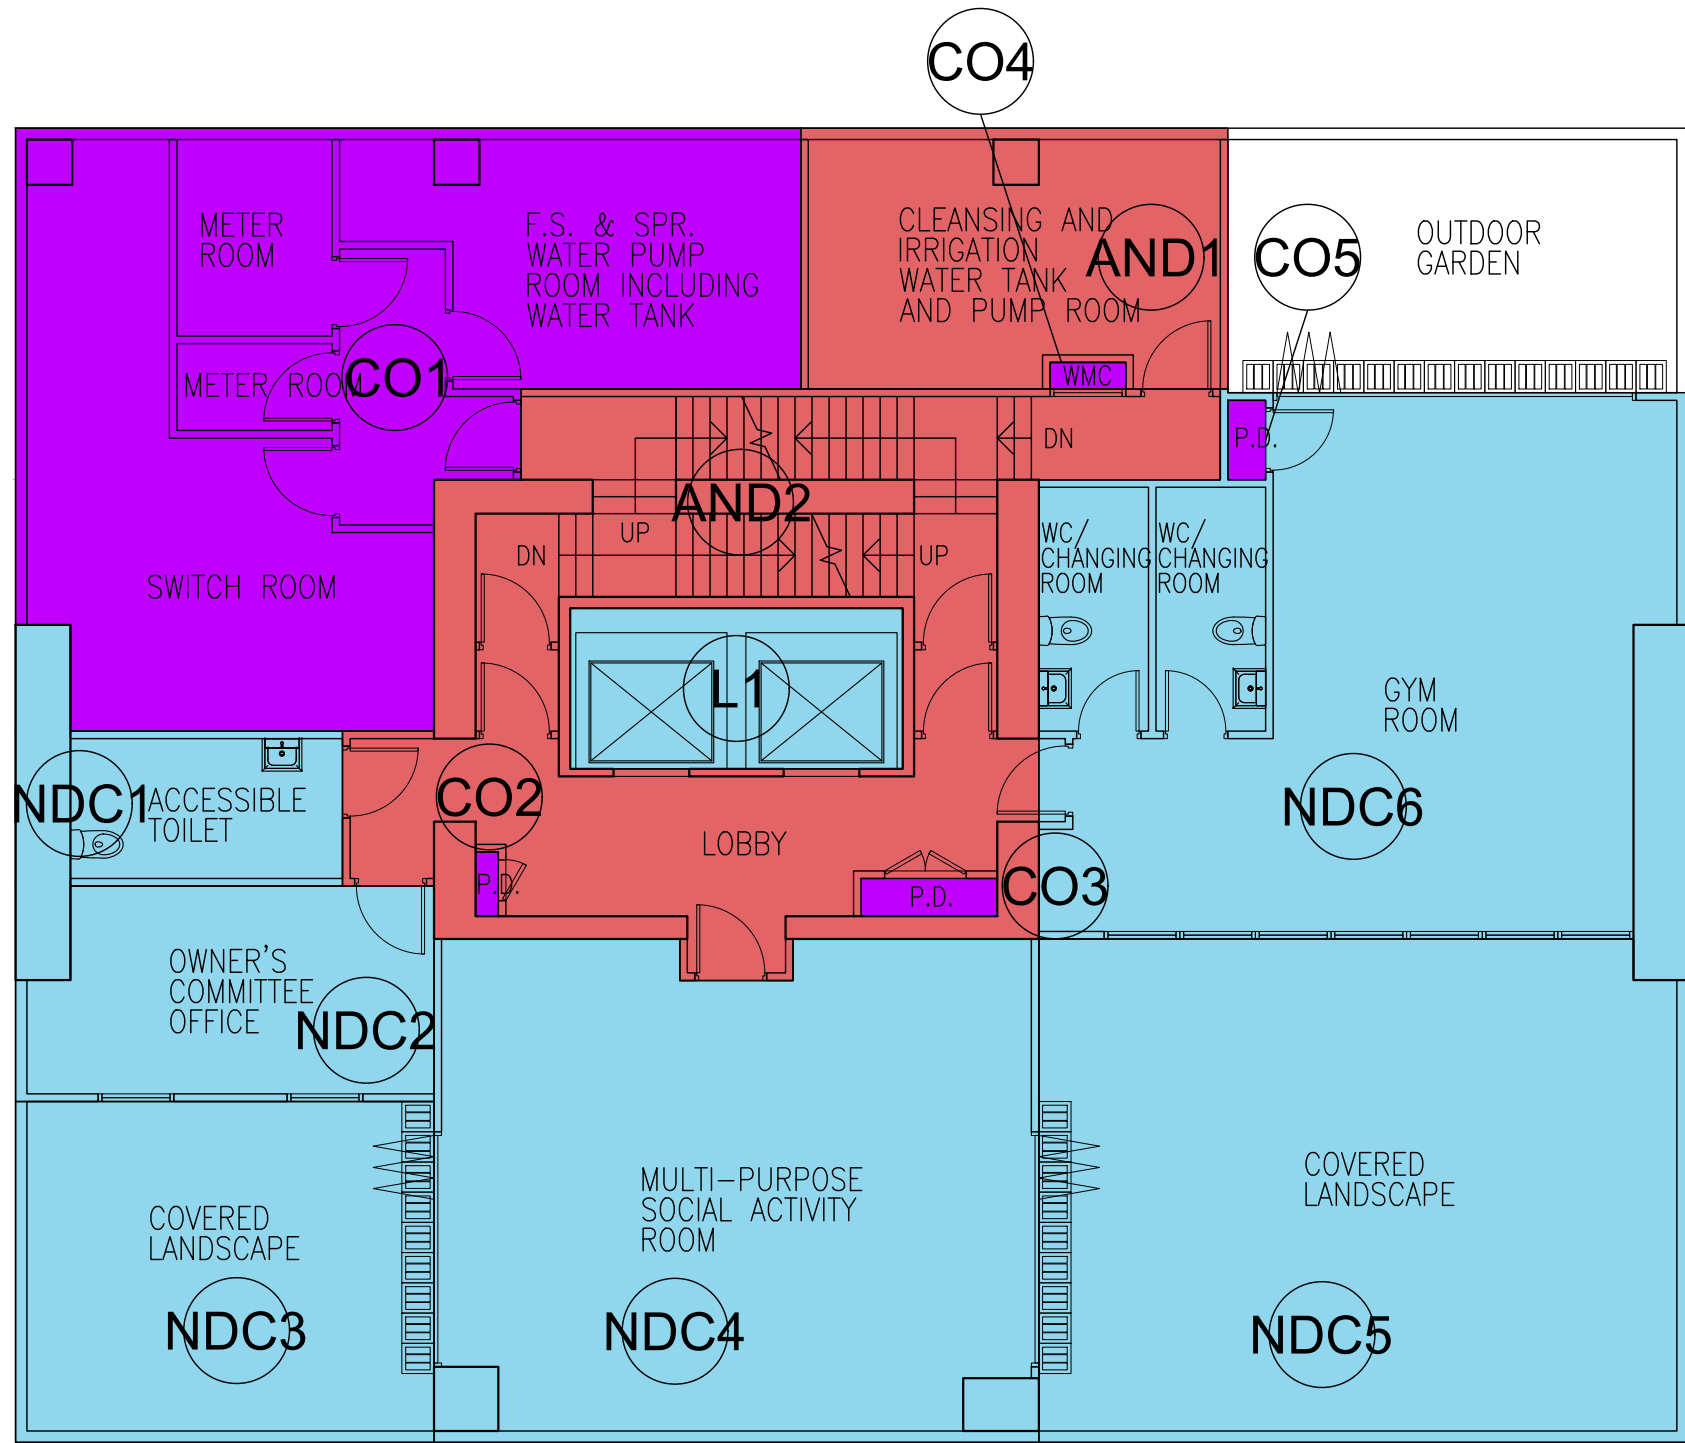 CO4
METER
ROOM
F.S. & SPR.
WATER PUMP
ROOM INCLUDING
WATER TANK
CLEANSING AND
IRRIGATION
WATER TANK
AND PUMP ROOM
AND1
CO5
OUTDOOR
GARDEN
METER ROOM
CO1
WMC
DN
P.D.
AND2
UP
DN
UP
WC/
CHANGING
ROOM
WC/
CHANGING
ROOM
SWITCH ROOM
L1
GYM
ROOM
NDC1
ACCESSIBLE
TOILET
CO2
LOBBY
NDC6
P.D.
P.D.
CO3
OWNER'S
COMMITTEE
OFFICE
NDC2
MULTI-PURPOSE
SOCIAL ACTIVITY
ROOM
COVERED
LANDSCAPE
COVERED
LANDSCAPE
NDC3
NDC4
NDC5